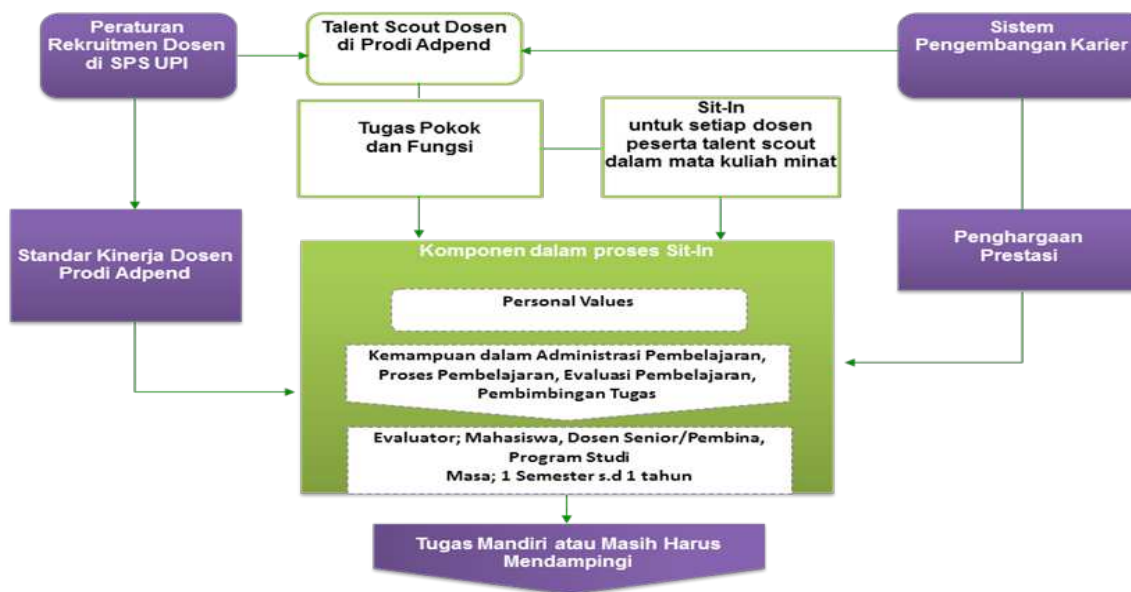 Peraturan
Rekruitmen Dosen
di SPS UPI
Talent Scout Dosen
di Prodi Adpend
Sistem
Pengembangan Karier
Tugas Pokok
dan Fungsi
Sit-In
untuk setiap dosen
peserta talent scout
dalam mata kuliah minat
Standar Kinerja Dosen
Prodi Adpend
Komponen dalam proses Sit-In
Penghargaan
Prestasi
Personal Values
Kemampuan dalam Administrasi Pembelajaran,
Proses Pembelajaran, Evaluasi Pembelajaran,
Pembimbingan Tugas
Evaluator; Mahasiswa, Dosen Senior/Pembina,
Program Studi
Masa; 1 Semester s.d 1 tahun
Tugas Mandiri atau Masih Harus
Mendampingi